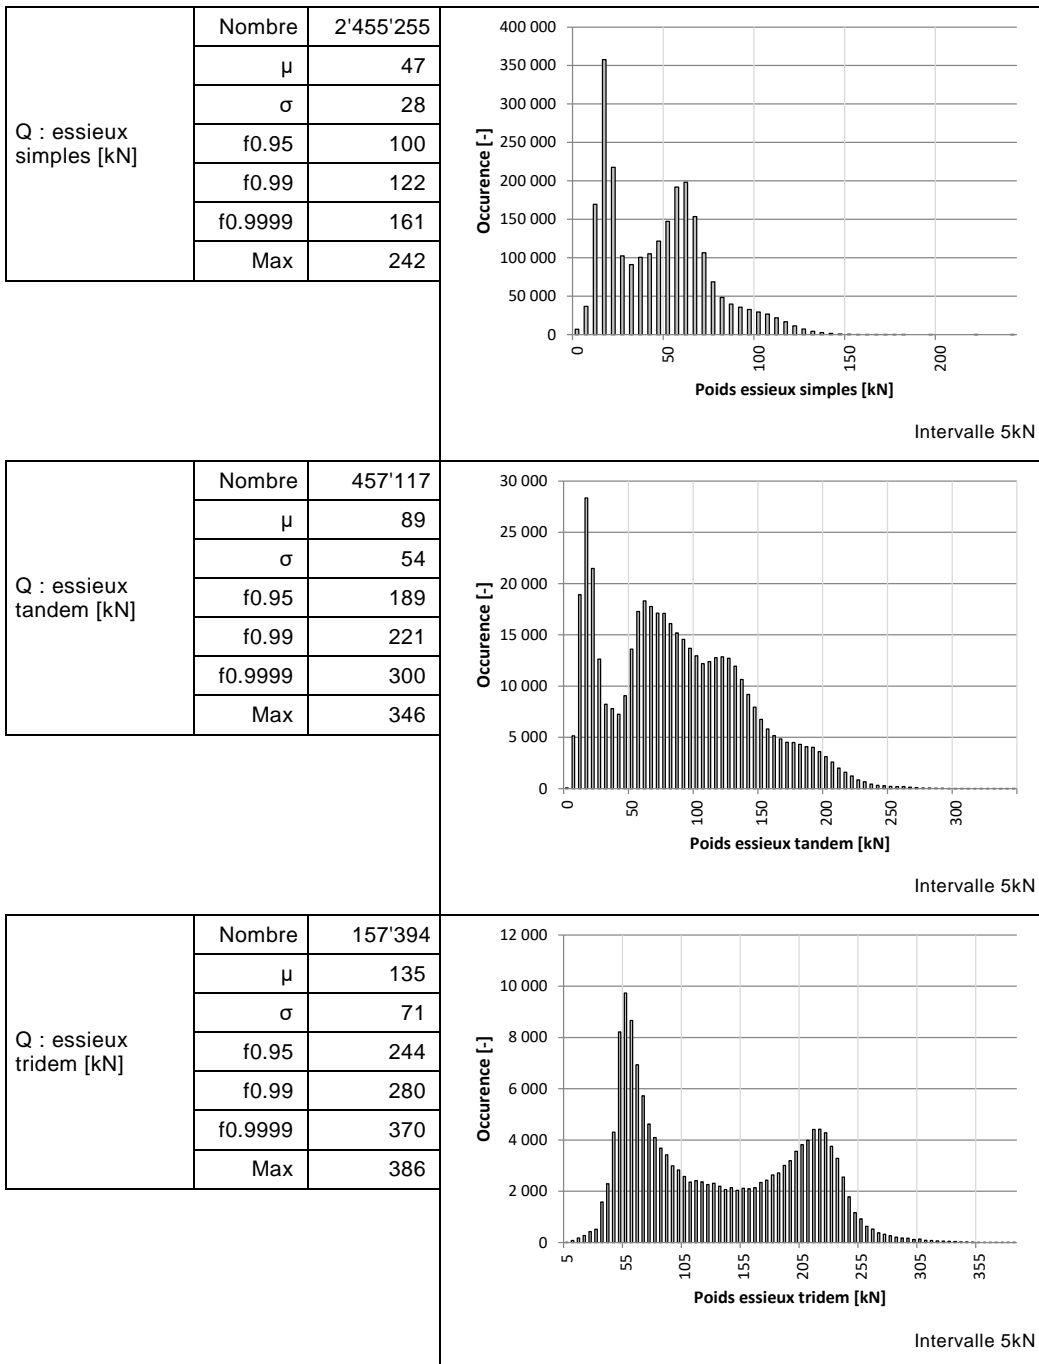 Q : essieux
simples [kN]
Nombre 2'455'255
µ 47
σ 28
f0.95 100
f0.99 122
f0.9999 161
Max 242
400 000
350 000
300 000
250 000
200 000
150 000
100 000
50 000
0
Occurence [-]
0 50 100 150 200
Poids essieux simples [kN]
Intervalle 5kN
Q : essieux
tandem [kN]
Nombre 457'117
µ 89
σ 54
f0.95 189
f0.99 221
f0.9999 300
Max 346
30 000
25 000
20 000
15 000
10 000
5 000
0
Occurence [-]
0 50 100 150 200 250 300
Poids essieux tandem [kN]
Intervalle 5kN
Q : essieux
tridem [kN]
Nombre 157'394
µ 135
σ 71
f0.95 244
f0.99 280
f0.9999 370
Max 386
12 000
10 000
8 000
6 000
4 000
2 000
0
Occurence [-]
5 55 105 155 205 255 305 355
Poids essieux tridem [kN]
Intervalle 5kN